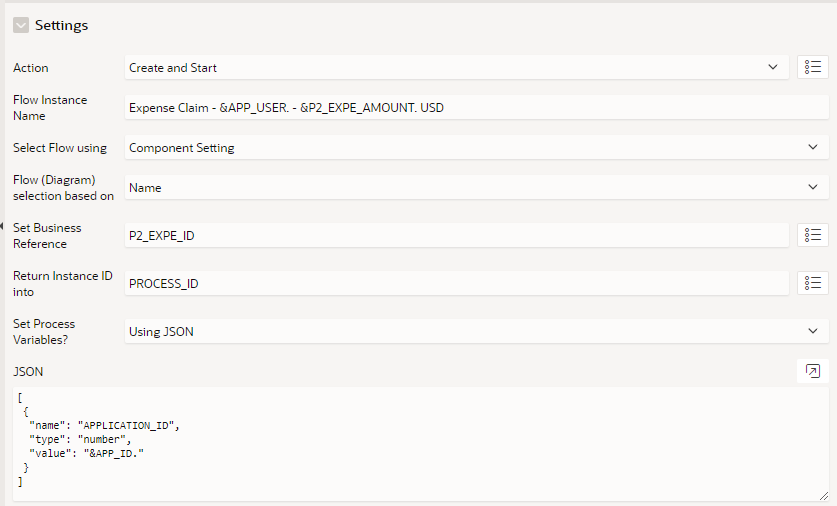 Settings
Action
Create and Start
Flow Instance
Name
Expense Claim - &APP_USER. - &P2_EXPE_AMOUNT. USD
Select Flow using
Component Setting
Flow (Diagram)
selection based on
Name
Set Business
Reference
P2_EXPE_ID
Return Instance ID
into
PROCESS_ID
Set Process
Variables?
Using JSON
JSON
[
{
"name": "APPLICATION_ID",
"type": "number",
"value": "&APP_ID."
}
]